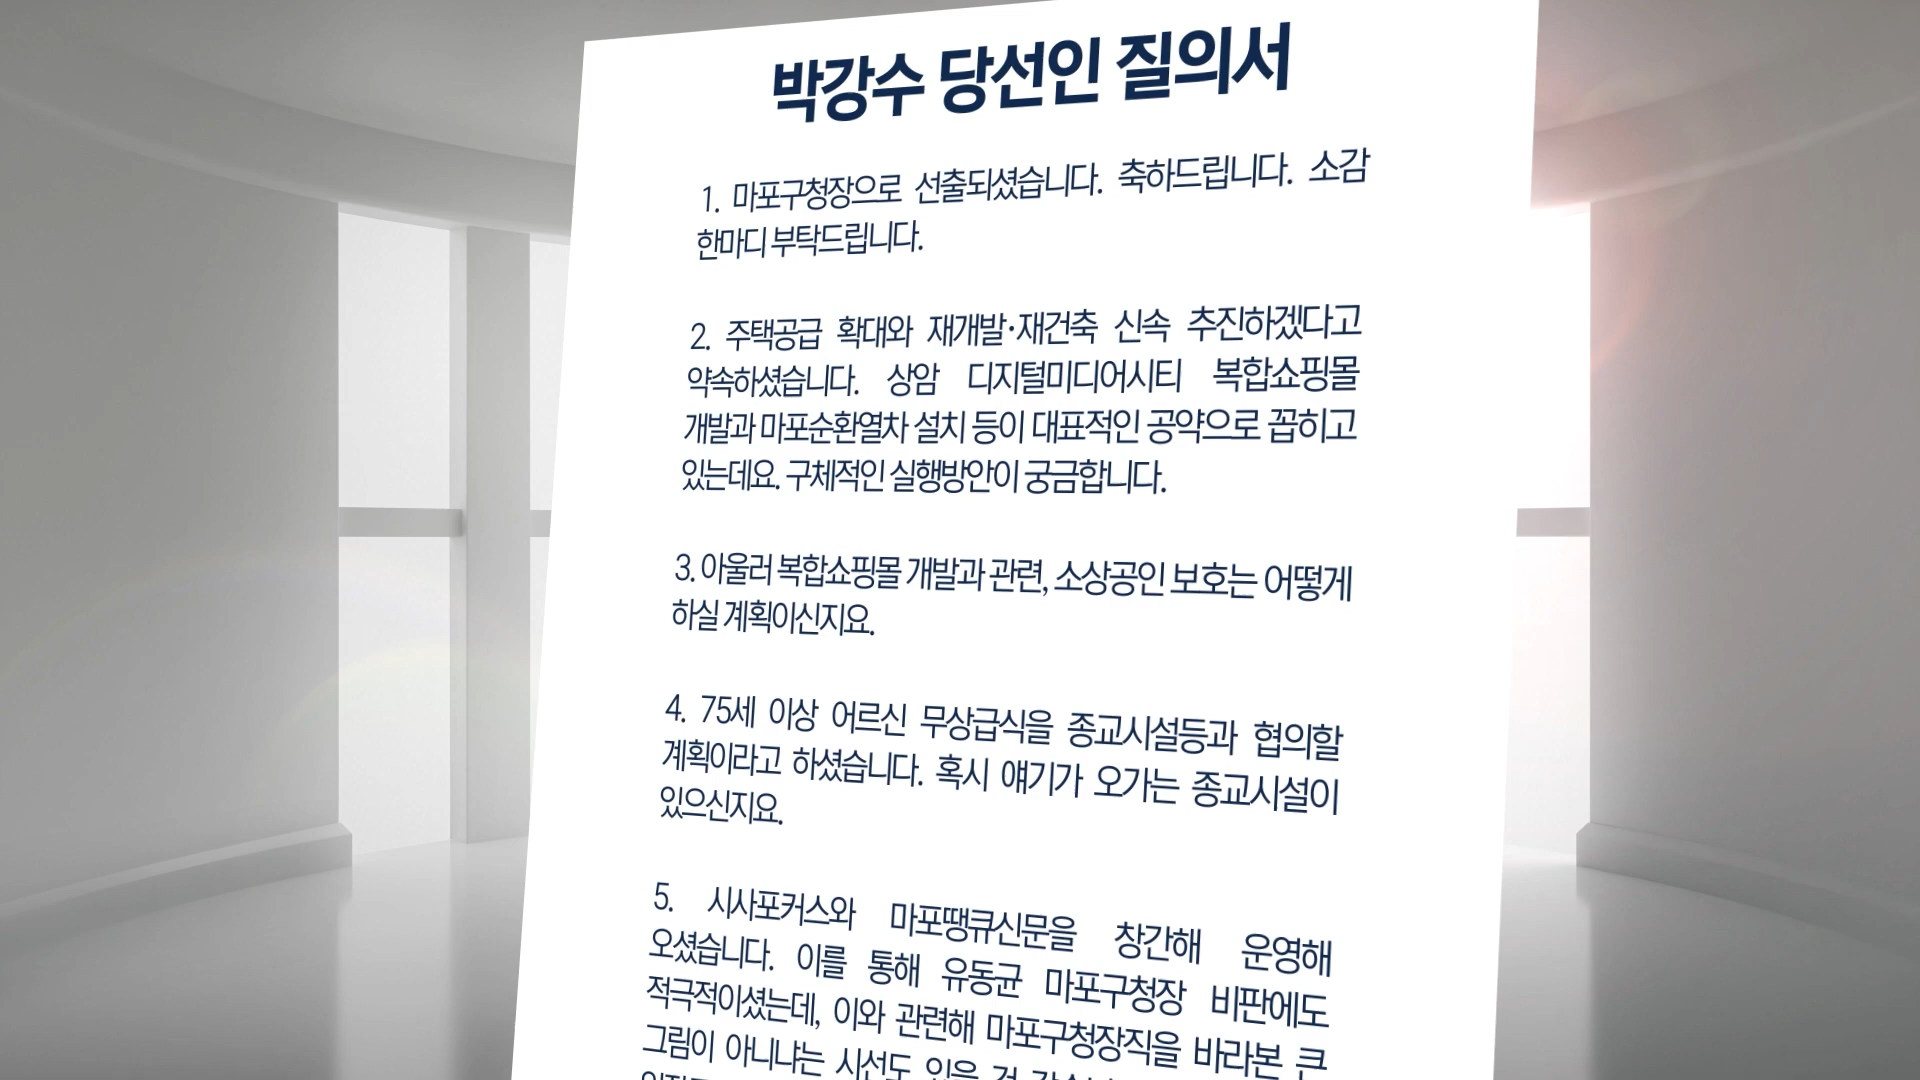 박강수 당선인 질의서
1. 마포구청장으로 선출되셨습니다. 축하드립니다. 소감
한마디 부탁드립니다.
2. 주택공급 확대와 재개발·재건축 신속 추진하겠다고
약속하셨습니다. 상암 디지털미디어시티 복합쇼핑몰
개발과 마포순환열차 설치 등이 대표적인 공약으로 꼽히고
있는데요. 구체적인 실행방안이 궁금합니다.
3. 아울러 복합쇼핑몰 개발과 관련, 소상공인 보호는 어떻게
하실 계획이신지요.
4. 75세 이상 어르신 무상급식을 종교시설등과 협의할
계획이라고 하셨습니다. 혹시 얘기가 오가는 종교시설이
있으신지요.
5. 시사포커스와 마포땡큐신문을 창간해 운영해
오셨습니다. 이를 통해 유동균 마포구청장 비판에도
적극적이셨는데, 이와 관련해 마포구청장직을 바라본 큰
그림이 아니냐는 시선도 있을 것